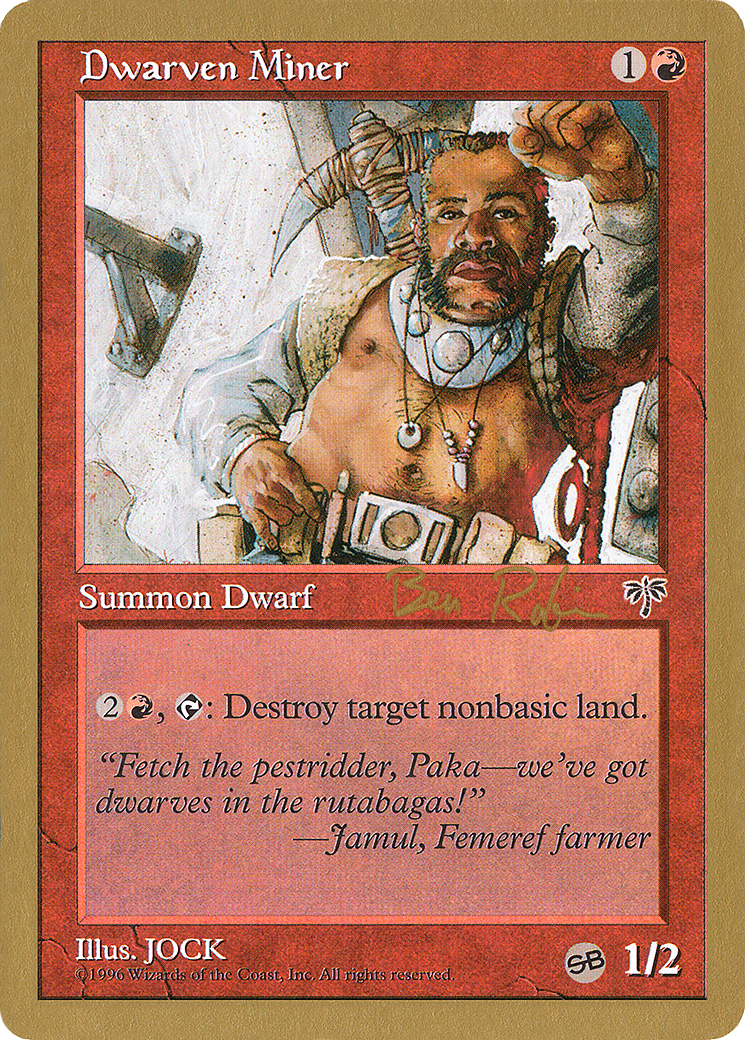 Dwarven Miner 1
Summon Dwarf
Ben Rubin
2, : Destroy target nonbasic land.
“Fetch the pestridder, Paka—we’ve got
dwarves in the rutabagas!”
—Jamul, Femeref farmer
Illus. JOCK
©1996 Wizards of the Coast, Inc. All rights reserved.
SB 1/2